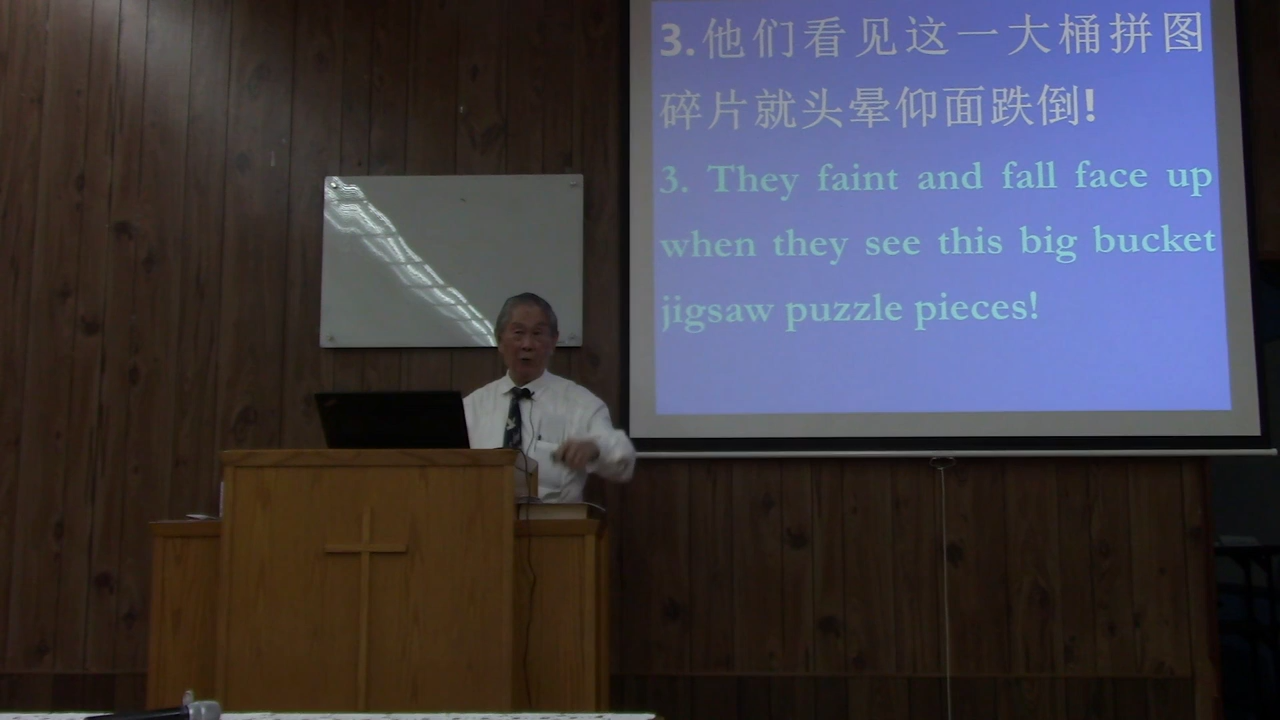 3.他们看见这一大桶拼图
碎片就头晕仰面跌倒!
3. They faint and fall face up
when they see this big bucket
jigsaw puzzle pieces!